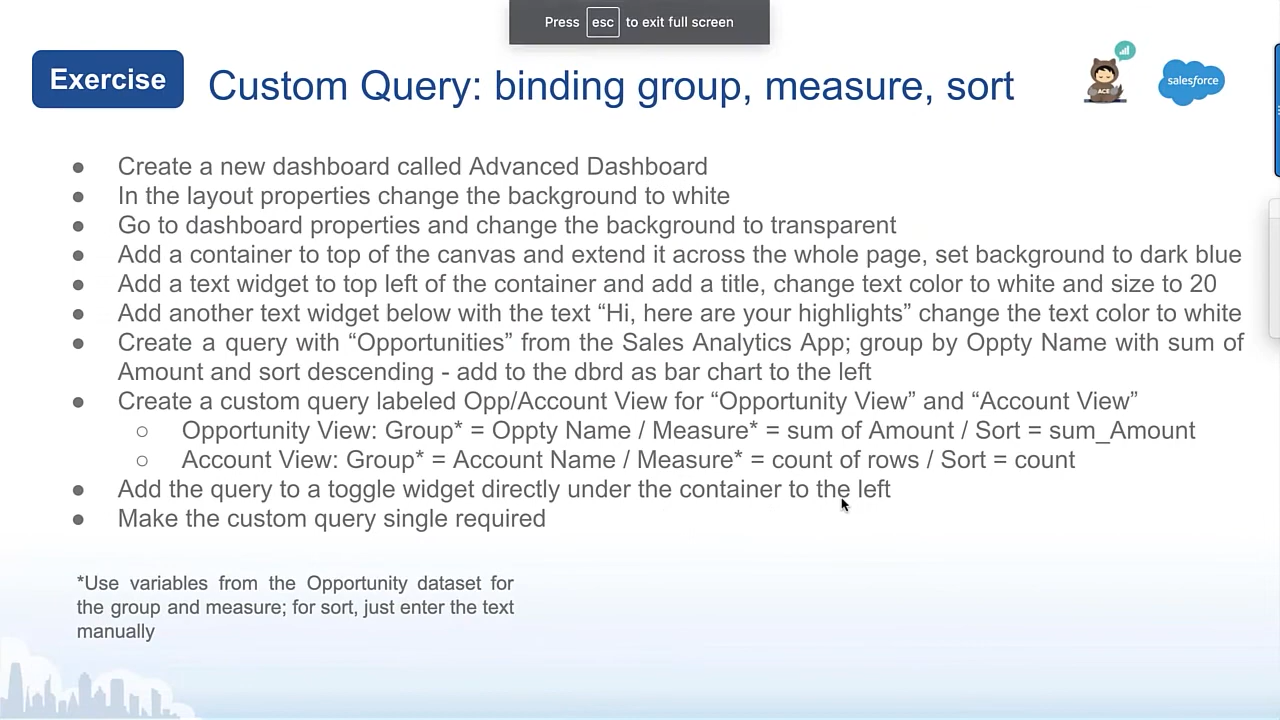 Press esc to exit full screen
Exercise
Custom Query: binding group, measure, sort
ACE
salesforce
● Create a new dashboard called Advanced Dashboard
● In the layout properties change the background to white
● Go to dashboard properties and change the background to transparent
● Add a container to top of the canvas and extend it across the whole page, set background to dark blue
● Add a text widget to top left of the container and add a title, change text color to white and size to 20
● Add another text widget below with the text “Hi, here are your highlights” change the text color to white
● Create a query with “Opportunities” from the Sales Analytics App; group by Oppty Name with sum of
Amount and sort descending - add to the dbrd as bar chart to the left
● Create a custom query labeled Opp/Account View for “Opportunity View” and “Account View”
○ Opportunity View: Group* = Oppty Name / Measure* = sum of Amount / Sort = sum_Amount
○ Account View: Group* = Account Name / Measure* = count of rows / Sort = count
● Add the query to a toggle widget directly under the container to the left
● Make the custom query single required
*Use variables from the Opportunity dataset for
the group and measure; for sort, just enter the text
manually